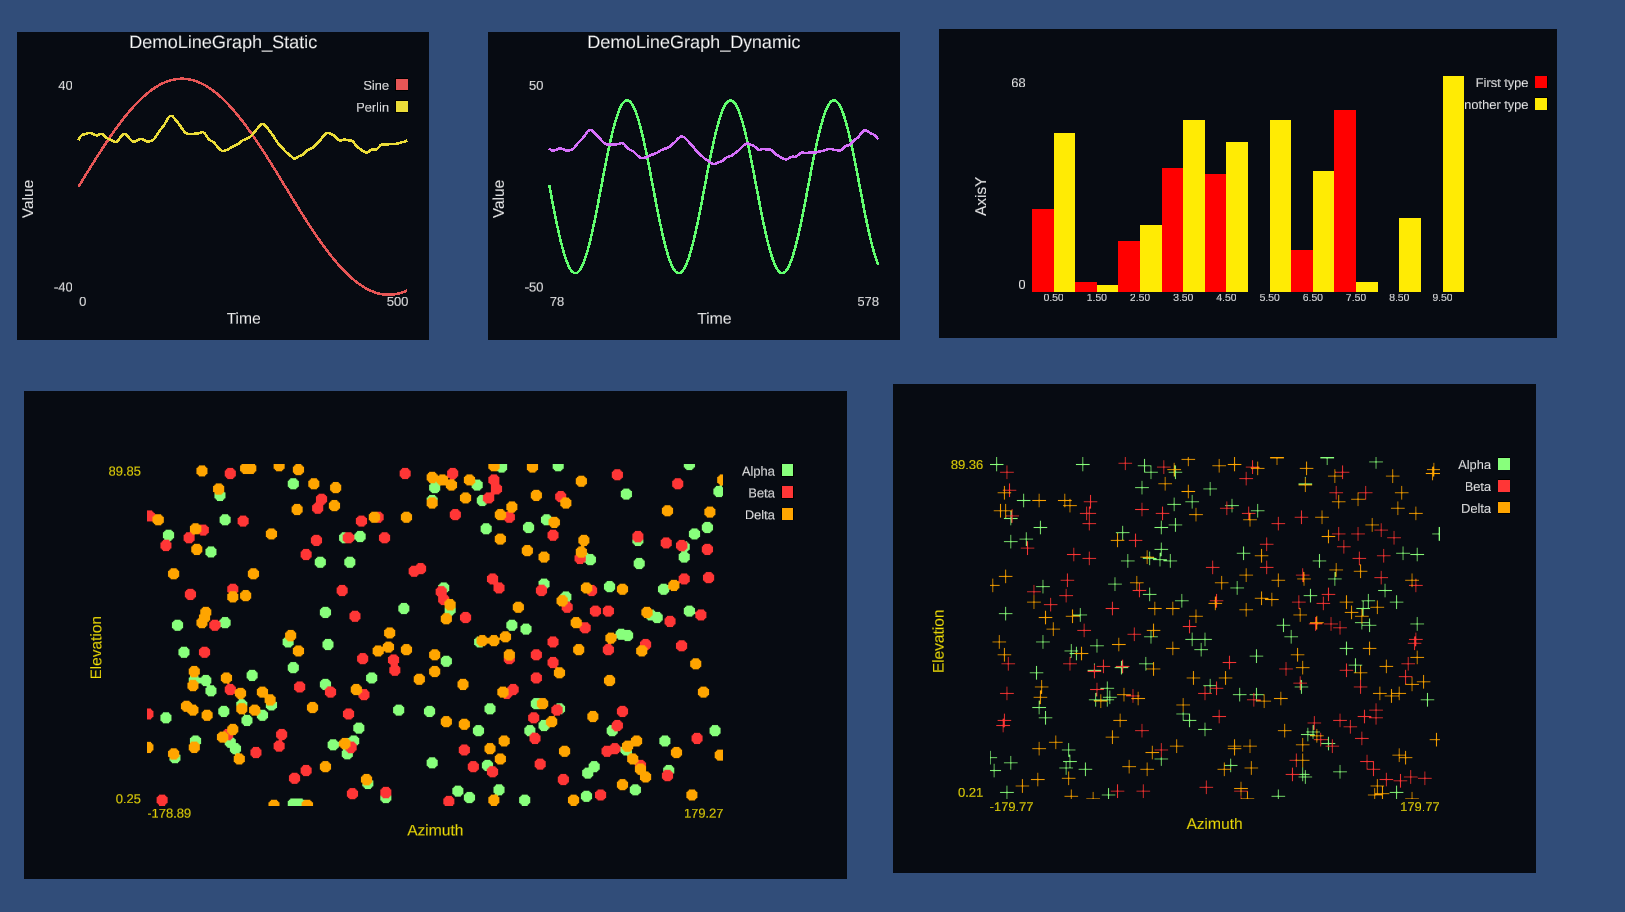 DemoLineGraph_Static
40
Sine
Perlin
Value
-40
0
500
Time
DemoLineGraph_Dynamic
50
Value
-50
78
578
Time
68
First type
nother type
AxisY
0
0.50 1.50 2.50 3.50 4.50 5.50 6.50 7.50 8.50 9.50
89.85
Alpha
Beta
Delta
Elevation
0.25
-178.89
179.27
Azimuth
89.36
Alpha
Beta
Delta
Elevation
0.21
-179.77
179.77
Azimuth